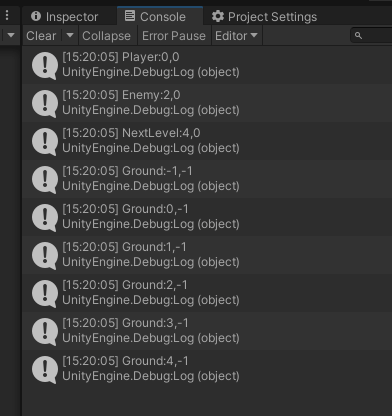 Inspector Console Project Settings
Clear Collapse Error Pause Editor
[15:20:05] Player:0,0
UnityEngine.Debug:Log (object)
[15:20:05] Enemy:2,0
UnityEngine.Debug:Log (object)
[15:20:05] NextLevel:4,0
UnityEngine.Debug:Log (object)
[15:20:05] Ground:-1,-1
UnityEngine.Debug:Log (object)
[15:20:05] Ground:0,-1
UnityEngine.Debug:Log (object)
[15:20:05] Ground:1,-1
UnityEngine.Debug:Log (object)
[15:20:05] Ground:2,-1
UnityEngine.Debug:Log (object)
[15:20:05] Ground:3,-1
UnityEngine.Debug:Log (object)
[15:20:05] Ground:4,-1
UnityEngine.Debug:Log (object)